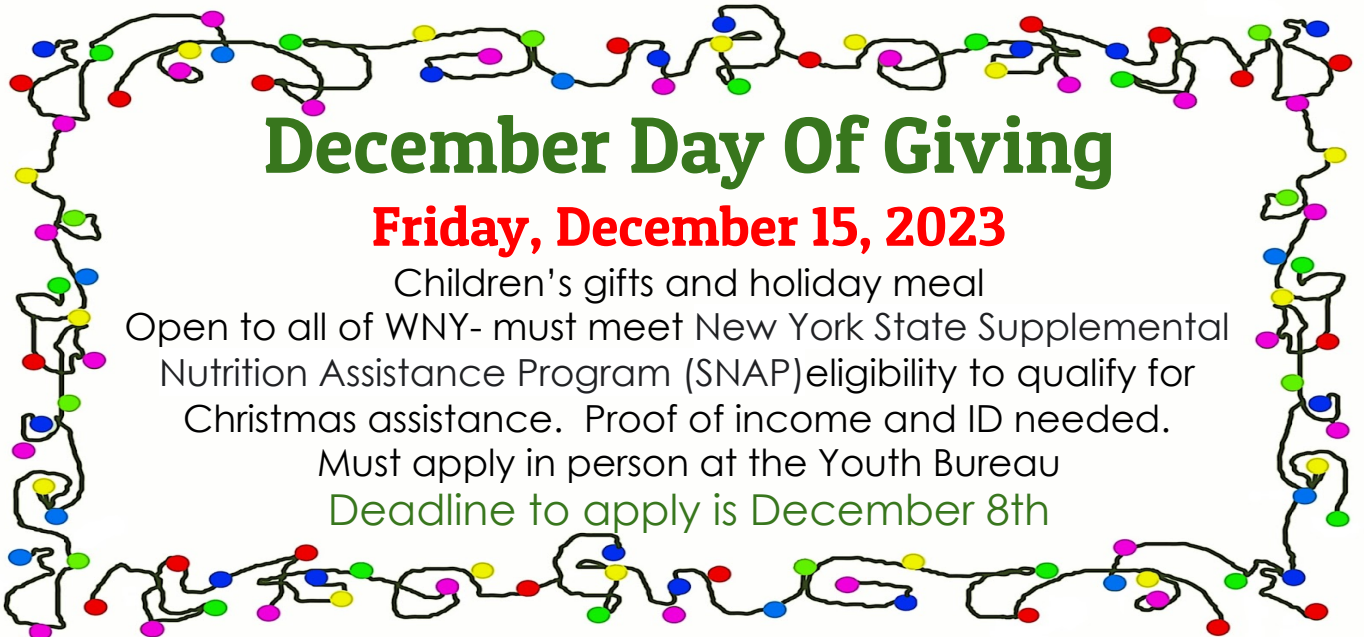 December Day Of Giving
Friday, December 15, 2023
Children’s gifts and holiday meal
Open to all of WNY- must meet New York State Supplemental
Nutrition Assistance Program (SNAP)eligibility to qualify for
Christmas assistance.  Proof of income and ID needed.
Must apply in person at the Youth Bureau
Deadline to apply is December 8th